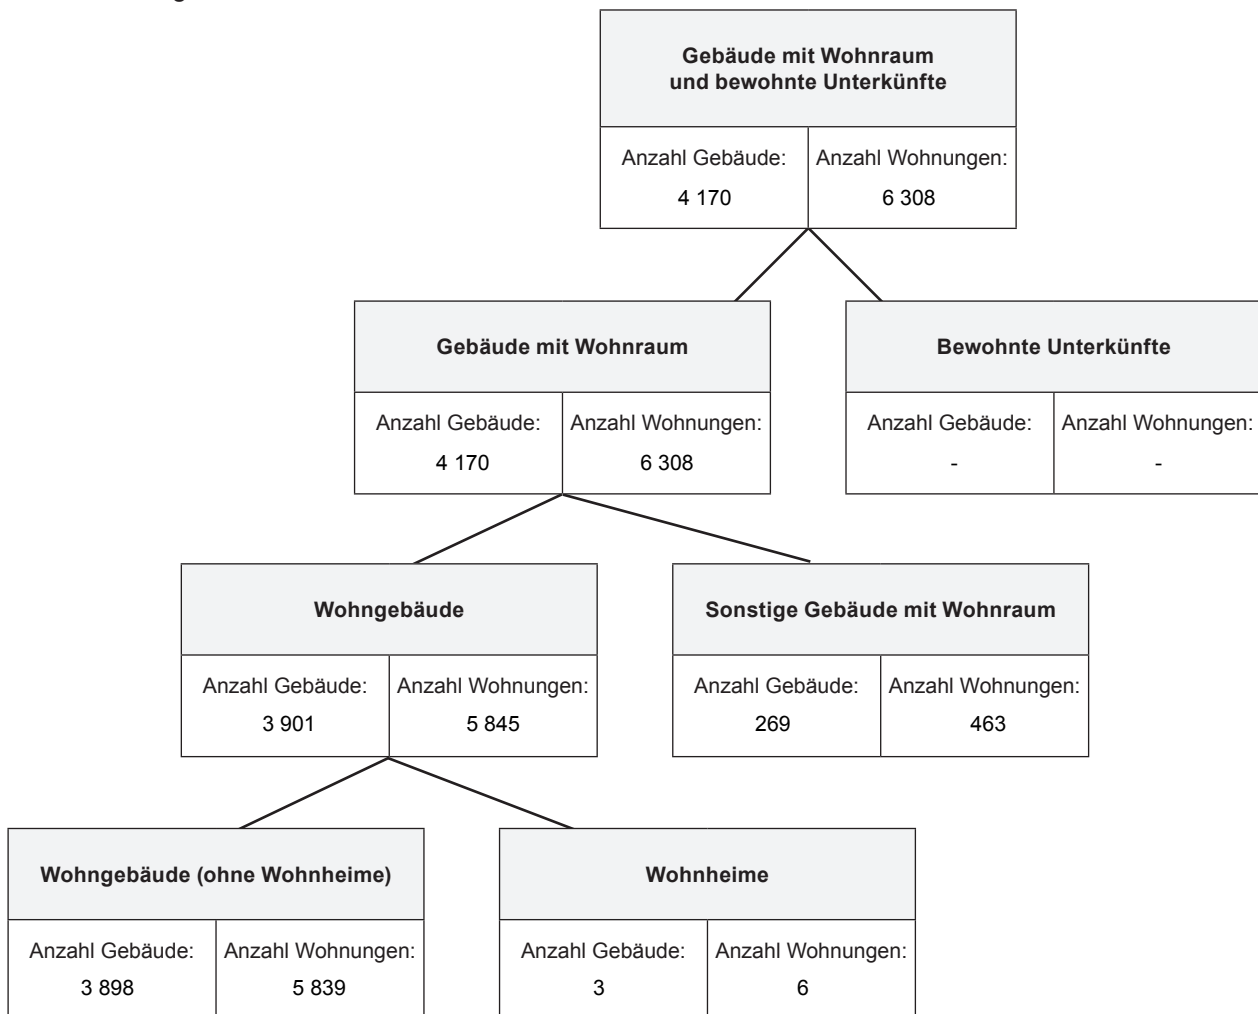 Gebäude mit Wohnraum
und bewohnte Unterkünfte
Anzahl Gebäude: Anzahl Wohnungen:
4 170 6 308
Gebäude mit Wohnraum Bewohnte Unterkünfte
Anzahl Gebäude: Anzahl Wohnungen: Anzahl Gebäude: Anzahl Wohnungen:
4 170 6 308 - -
Wohngebäude Sonstige Gebäude mit Wohnraum
Anzahl Gebäude: Anzahl Wohnungen: Anzahl Gebäude: Anzahl Wohnungen:
3 901 5 845 269 463
Wohngebäude (ohne Wohnheime) Wohnheime
Anzahl Gebäude: Anzahl Wohnungen: Anzahl Gebäude: Anzahl Wohnungen:
3 898 5 839 3 6